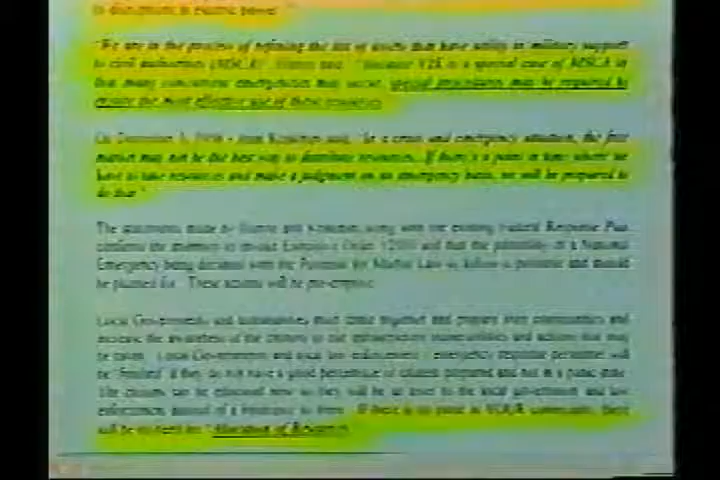 to disruptions in electric power."
"We are in the process of refining the list of assets that have utility in military support
to civil authorities (MSCA)" said. "Because Y2K is a special case of MSCA in
that many concurrent emergencies may occur, special procedures may be required to
ensure the most effective use of these resources.
On December 1998 - John Koskinen said, "In a crisis and emergency situation, the free
market may not be the best way to distribute resources. If there's a point in time where we
have to take resources and make a judgment on an emergency basis, we will be prepared to
do that."
The statements made by and Koskinen along with the existing Federal Response Plan
confirms the intention to invoke Executive Order and that the potential of a National
Emergency being declared with the Potential for Martial Law to follow is possible and should
be planned for. These actions will be pre-emptive.
Local Governments and communities must come together and prepare their communities and
increase the awareness of the citizens to our infrastructure vulnerabilities and actions that may
be taken. Local Governments and local law enforcement / emergency response personnel will
be "finished" if they do not have a good percentage of citizens prepared and not in a panic state.
The citizens can be educated now so they will be an asset to the local government and law
enforcement instead of a hindrance to them. If there is no panic in YOUR community, there
will be no need for "Allocation of Resources"